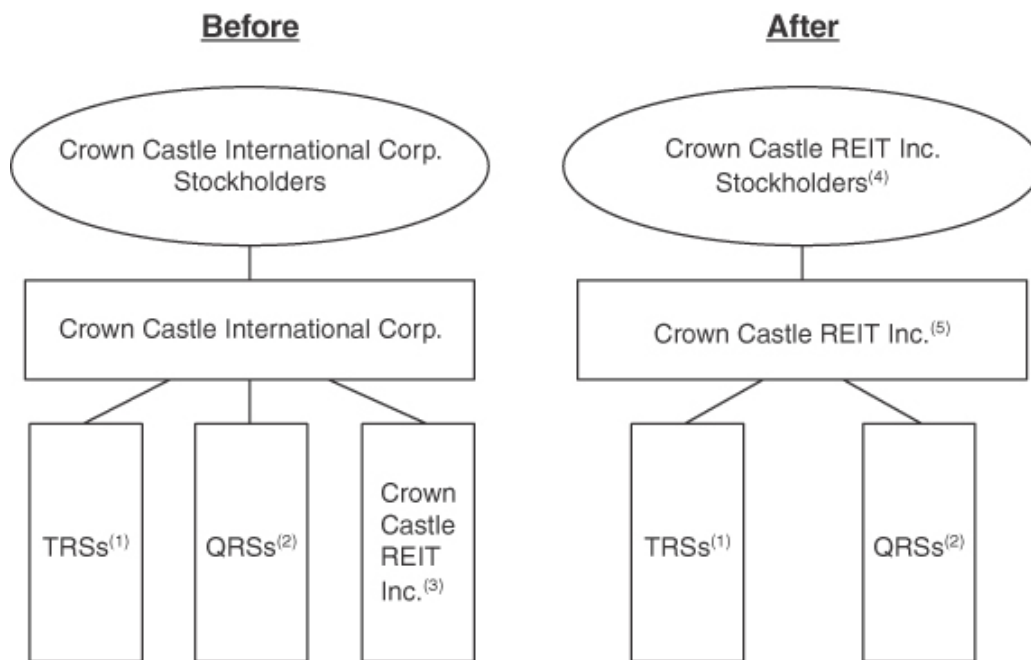 Before
After
Crown Castle International Corp.
Stockholders
Crown Castle REIT Inc.
Stockholders(4)
Crown Castle International Corp.
Crown Castle REIT Inc.(5)
TRSs(1)
QRSs(2)
Crown
Castle
REIT
Inc.(3)
TRSs(1)
QRSs(2)